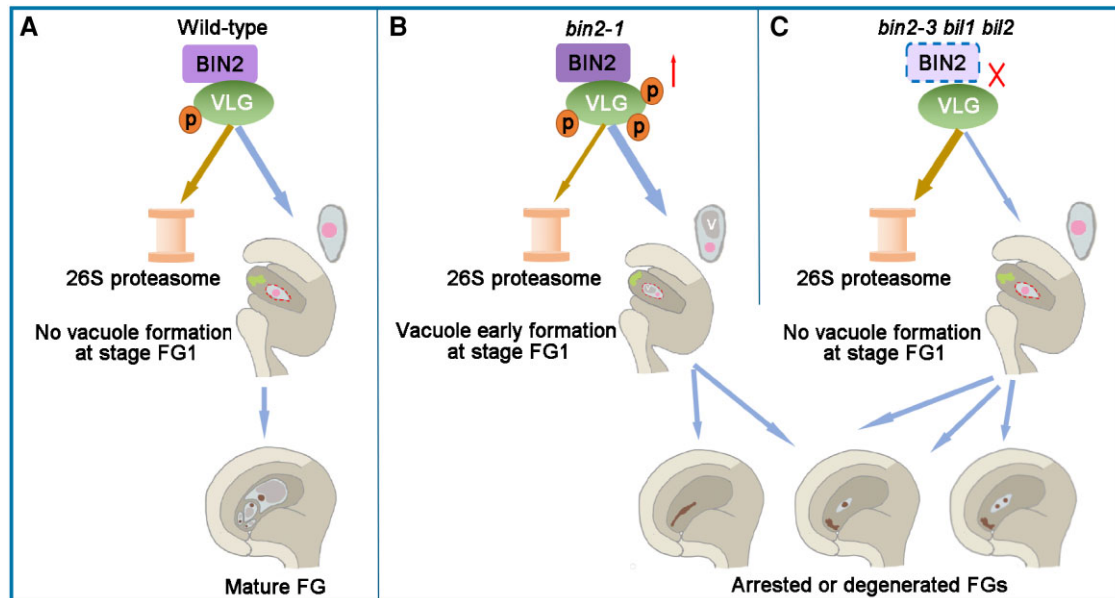 A
Wild-type
BIN2
VLG
p
26S proteasome
No vacuole formation
at stage FG1
Mature FG
B
bin2-1
BIN2
VLG
p
p
p
V
26S proteasome
Vacuole early formation
at stage FG1
C
bin2-3 bil1 bil2
BIN2
VLG
26S proteasome
No vacuole formation
at stage FG1
Arrested or degenerated FGs